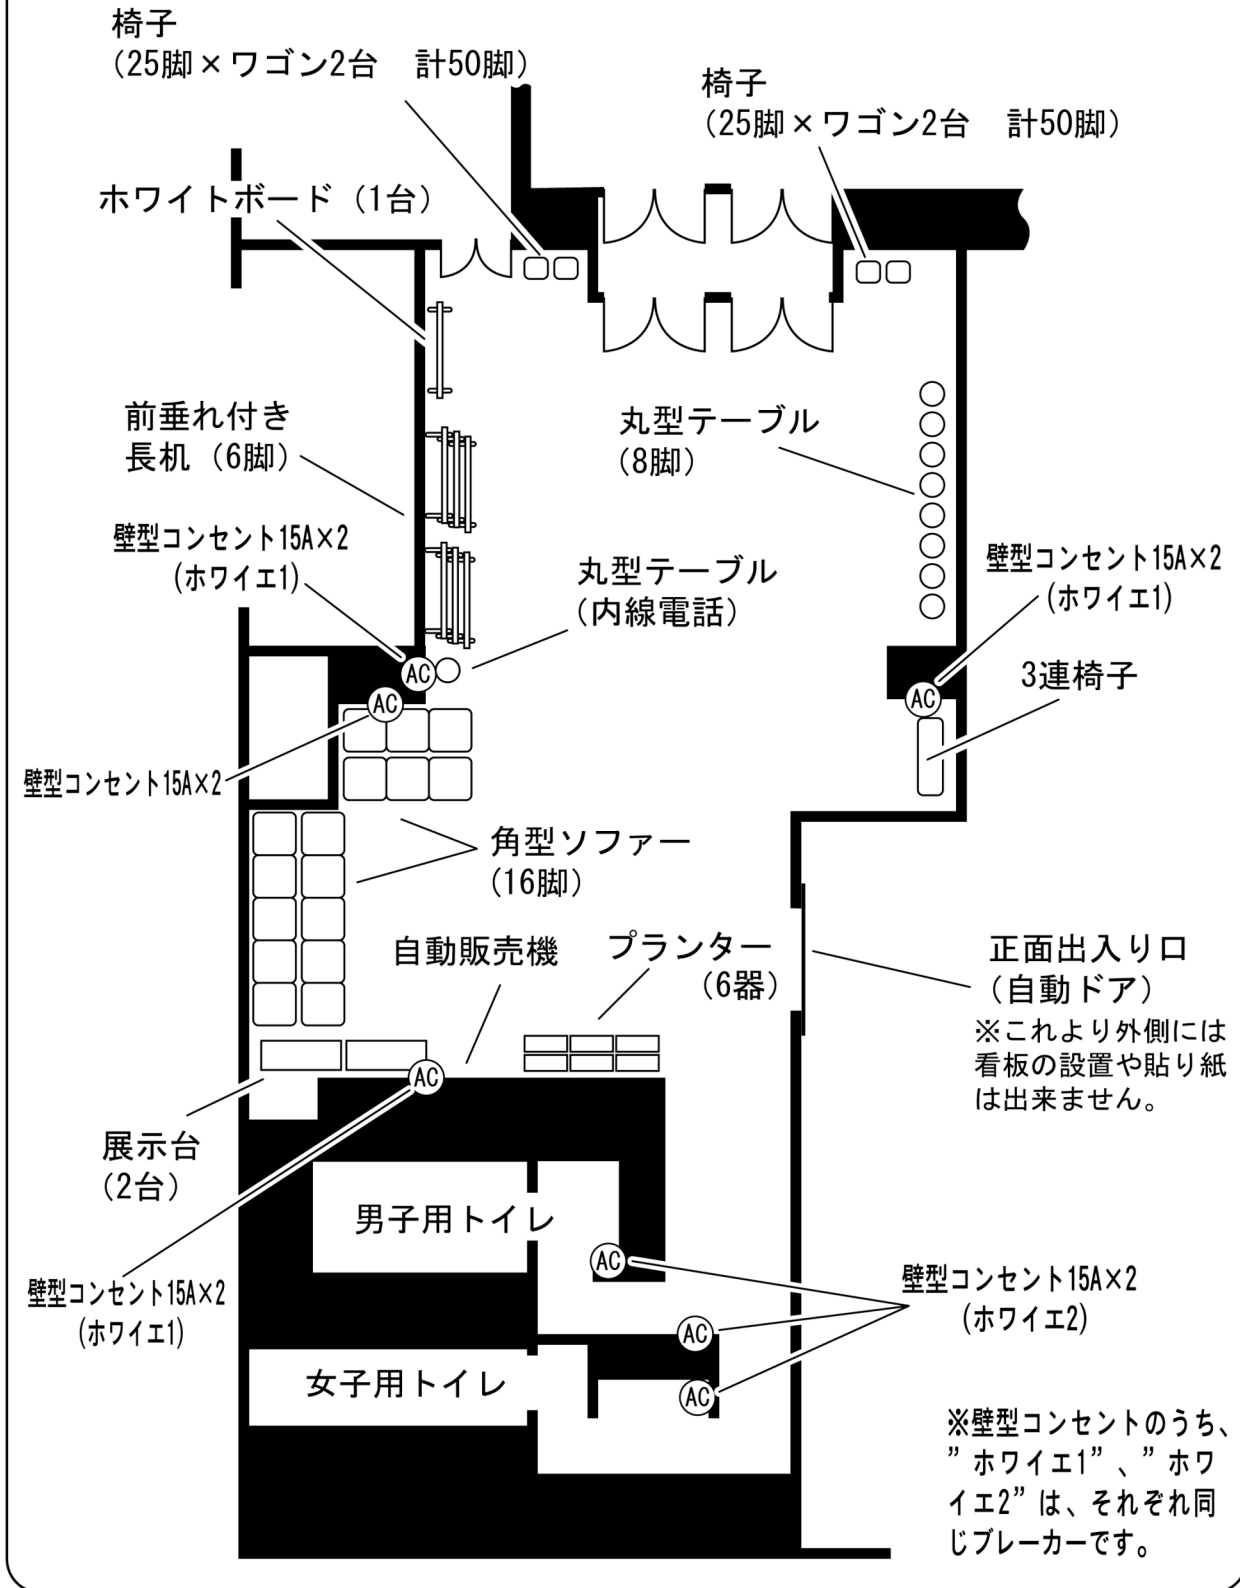 椅子
（25脚×ワゴン2台　計50脚）
椅子
（25脚×ワゴン2台　計50脚）
ホワイトボード（1台）
前垂れ付き
長机（6脚）
丸型テーブル
（8脚）
壁型コンセント15A×2
（ホワイエ1）
丸型テーブル
（内線電話）
壁型コンセント15A×2
（ホワイエ1）
AC
AC
AC
3連椅子
壁型コンセント15A×2
角型ソファー
（16脚）
自動販売機
プランター
（6器）
正面出入り口
（自動ドア）
※これより外側には
看板の設置や貼り紙
は出来ません。
AC
展示台
（2台）
男子用トイレ
AC
壁型コンセント15A×2
（ホワイエ1）
壁型コンセント15A×2
（ホワイエ2）
AC
女子用トイレ
AC
※壁型コンセントのうち、
”ホワイエ1”、”ホワ
イエ2”は、それぞれ同
じブレーカーです。